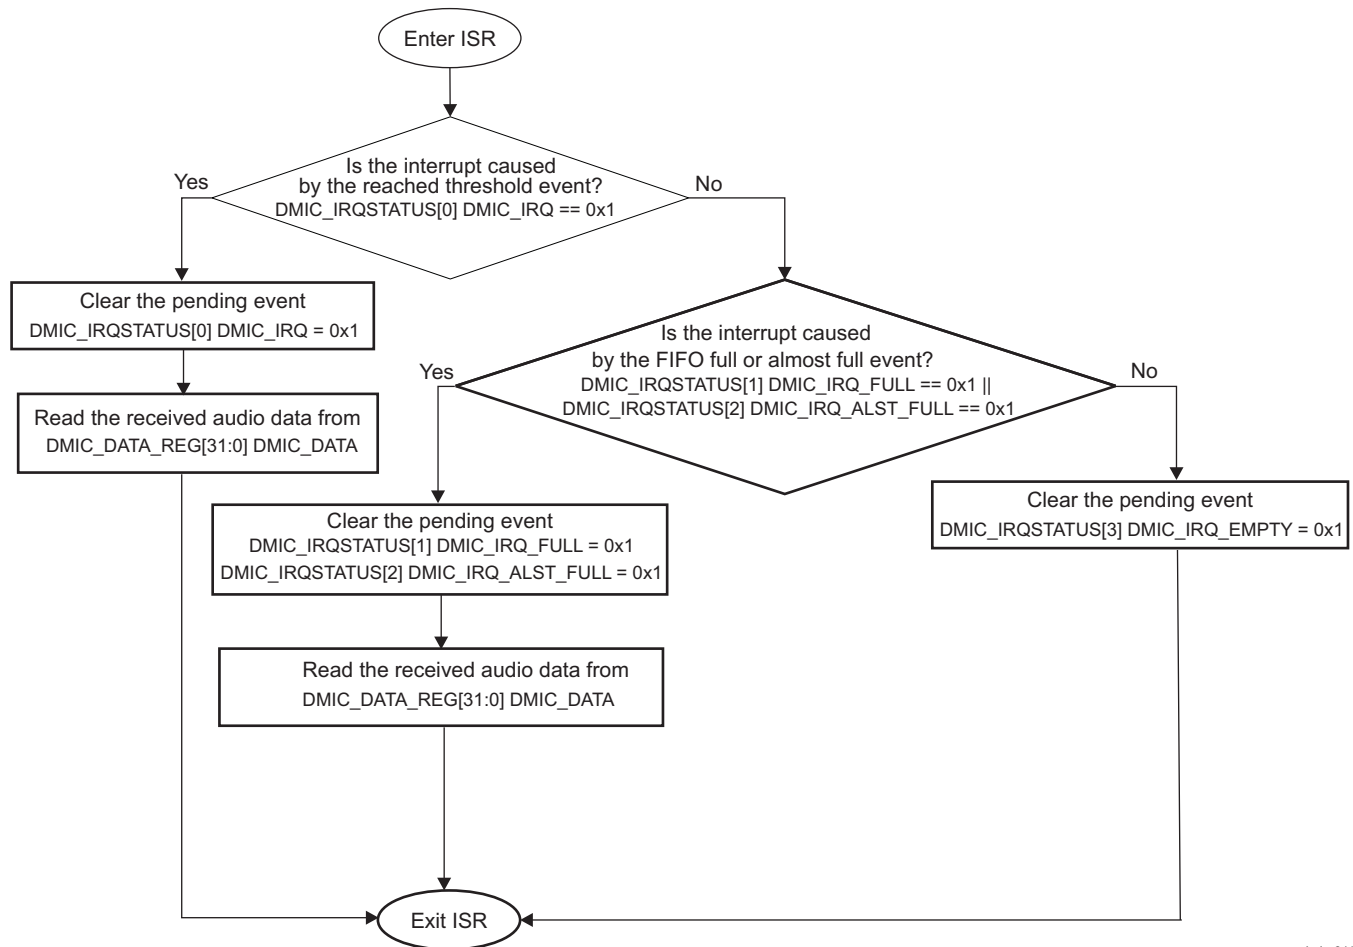 Enter ISR
Is the interrupt caused
by the reached threshold event?
DMIC_IRQSTATUS[0] DMIC_IRQ == 0x1
Yes
No
Clear the pending event
DMIC_IRQSTATUS[0] DMIC_IRQ = 0x1
Read the received audio data from
DMIC_DATA_REG[31:0] DMIC_DATA
Is the interrupt caused
by the FIFO full or almost full event?
DMIC_IRQSTATUS[1] DMIC_IRQ_FULL == 0x1 ||
DMIC_IRQSTATUS[2] DMIC_IRQ_ALST_FULL == 0x1
Yes
No
Clear the pending event
DMIC_IRQSTATUS[1] DMIC_IRQ_FULL = 0x1
DMIC_IRQSTATUS[2] DMIC_IRQ_ALST_FULL = 0x1
Read the received audio data from
DMIC_DATA_REG[31:0] DMIC_DATA
Clear the pending event
DMIC_IRQSTATUS[3] DMIC_IRQ_EMPTY = 0x1
Exit ISR